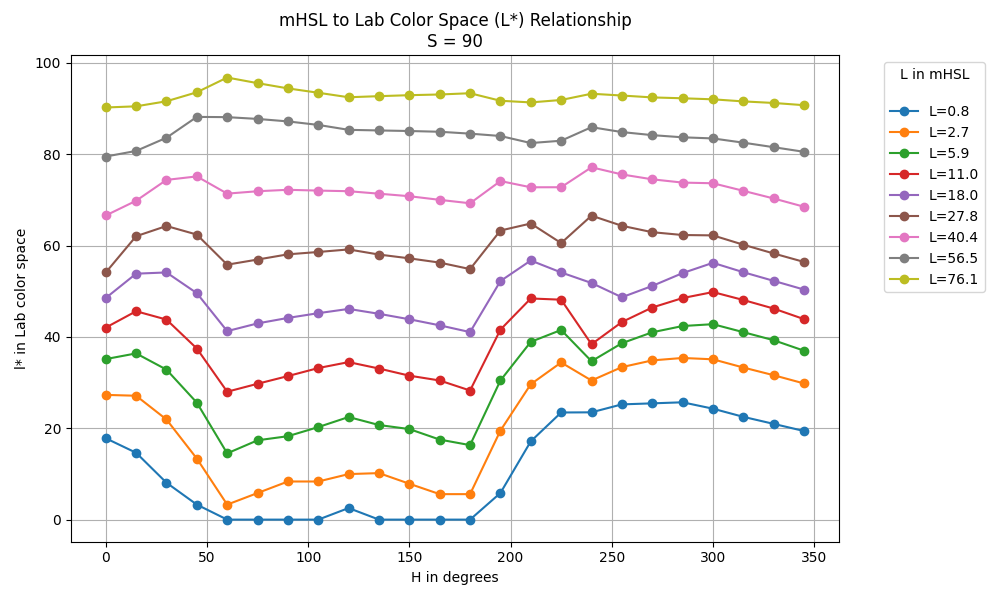 mHSL to Lab Color Space (L*) Relationship
S = 90
l* in Lab color space
100
80
60
40
20
0
0
50
100
150
200
250
300
350
H in degrees
L in mHSL
L=0.8
L=2.7
L=5.9
L=11.0
L=18.0
L=27.8
L=40.4
L=56.5
L=76.1